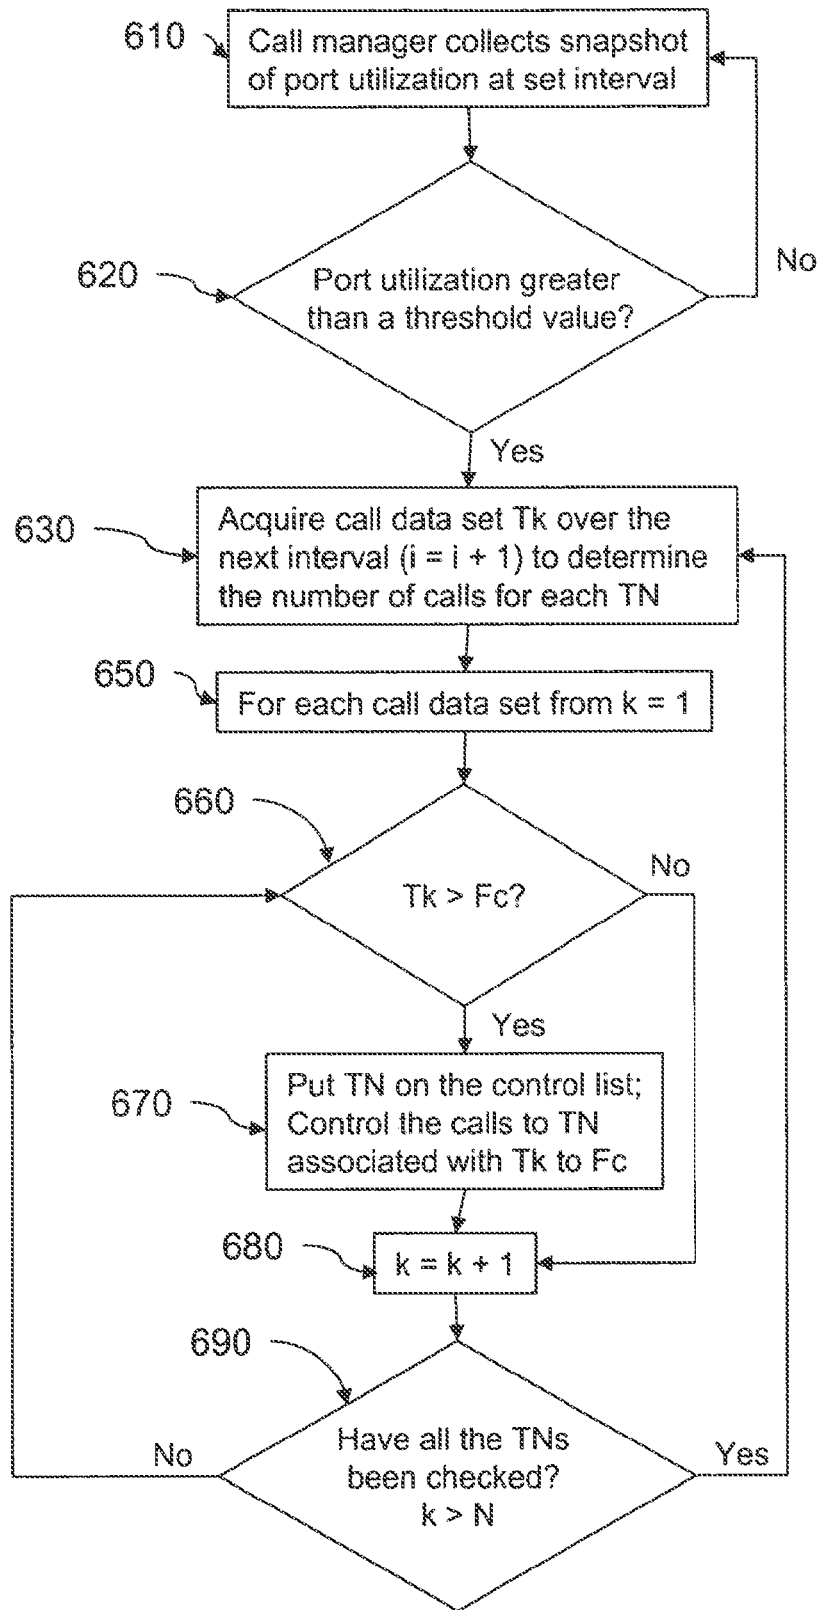 610
Call manager collects snapshot
of port utilization at set interval
620
Port utilization greater
than a threshold value?
No
Yes
630
Acquire call data set Tk over the
next interval (i = i + 1) to determine
the number of calls for each TN
650
For each call data set from k = 1
660
Tk > Fc?
No
Yes
670
Put TN on the control list;
Control the calls to TN
associated with Tk to Fc
680
k = k + 1
690
Have all the TNs
been checked?
k > N
No
Yes